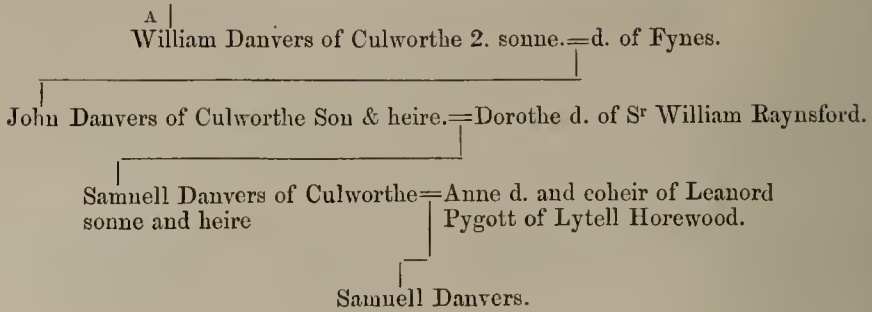 A
William Danvers of Culworthe 2. sonne.=d. of Fynes.
John Danvers of Culworthe Son & heire.=Dorothe d. of Sʳ William Raynsford.
Samuell Danvers of Culworthe=Anne d. and coheir of Leanord
sonne and heire Pygott of Lytell Horewood.
Samuell Danvers.